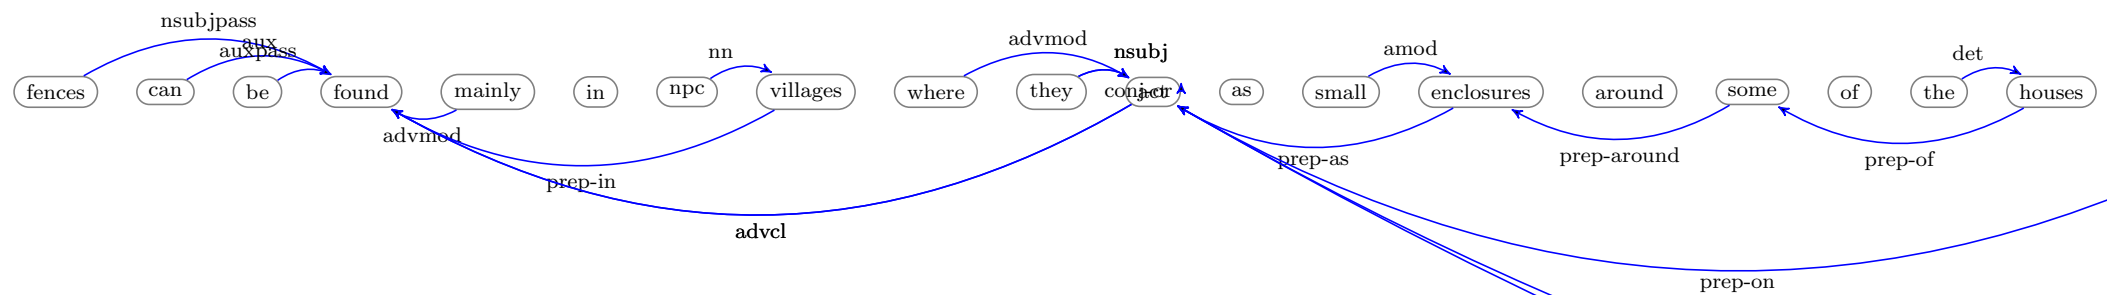 nsubjpass
aux
auxpass
nn
advmod
nsubj
amod
det
fences can be found mainly in npc villages where they act as small enclosures around some of the houses
conj-or
advmod
prep-in
advcl
prep-as
prep-around
prep-of
prep-on